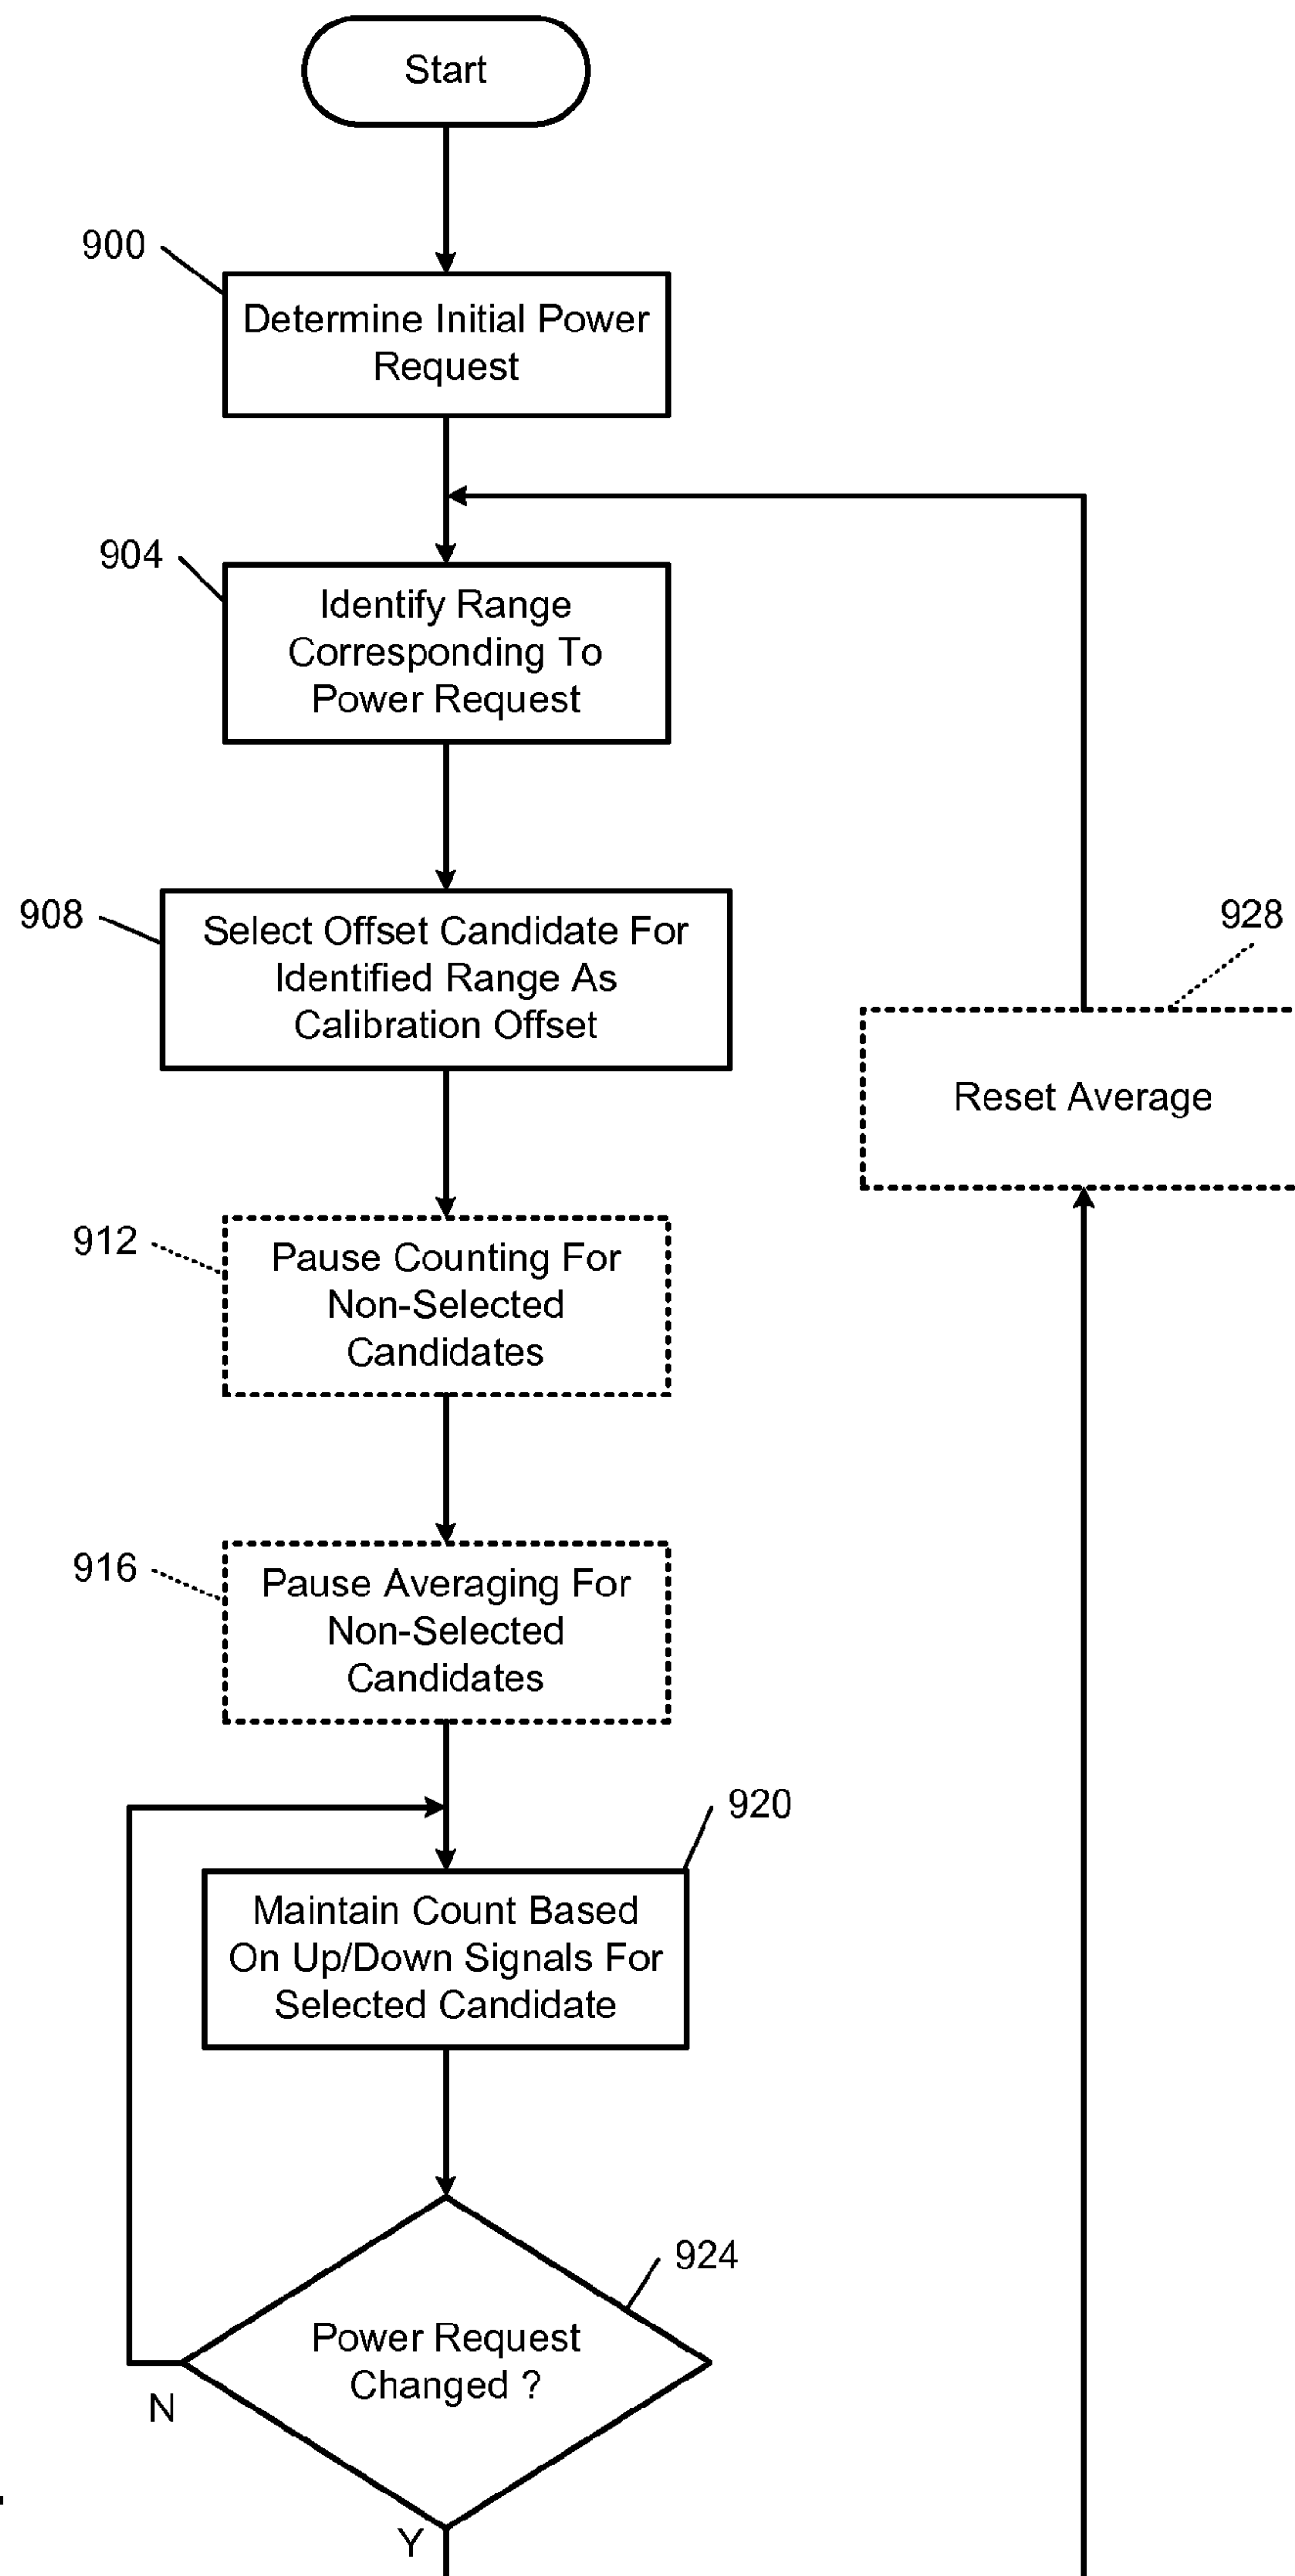 Start
900
Determine Initial Power
Request
904
Identify Range
Corresponding To
Power Request
908
Select Offset Candidate For
Identified Range As
Calibration Offset
928
Reset Average
912
Pause Counting For
Non-Selected
Candidates
916
Pause Averaging For
Non-Selected
Candidates
920
Maintain Count Based
On Up/Down Signals For
Selected Candidate
924
Power Request
Changed ?
N
Y